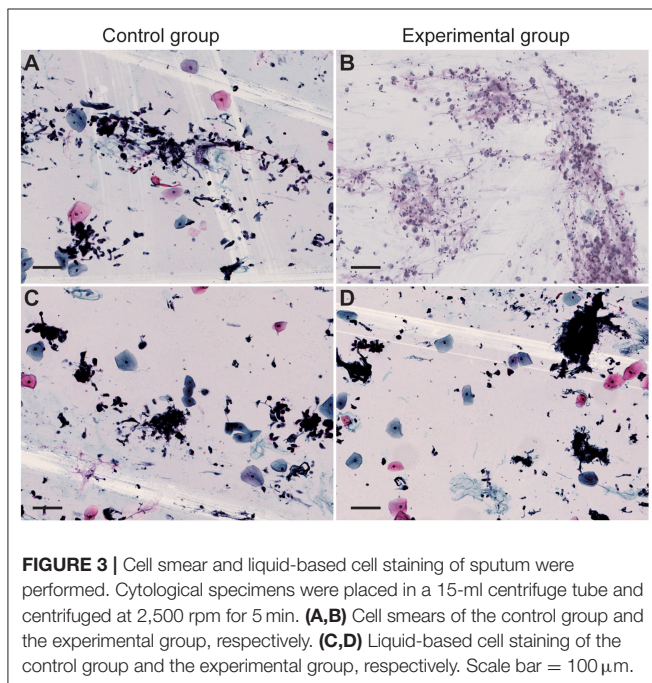 Control group
Experimental group
A
B
C
D
FIGURE 3 | Cell smear and liquid-based cell staining of sputum were
performed. Cytological specimens were placed in a 15-ml centrifuge tube and
centrifuged at 2,500 rpm for 5 min. (A,B) Cell smears of the control group and
the experimental group, respectively. (C,D) Liquid-based cell staining of the
control group and the experimental group, respectively. Scale bar = 100 μm.